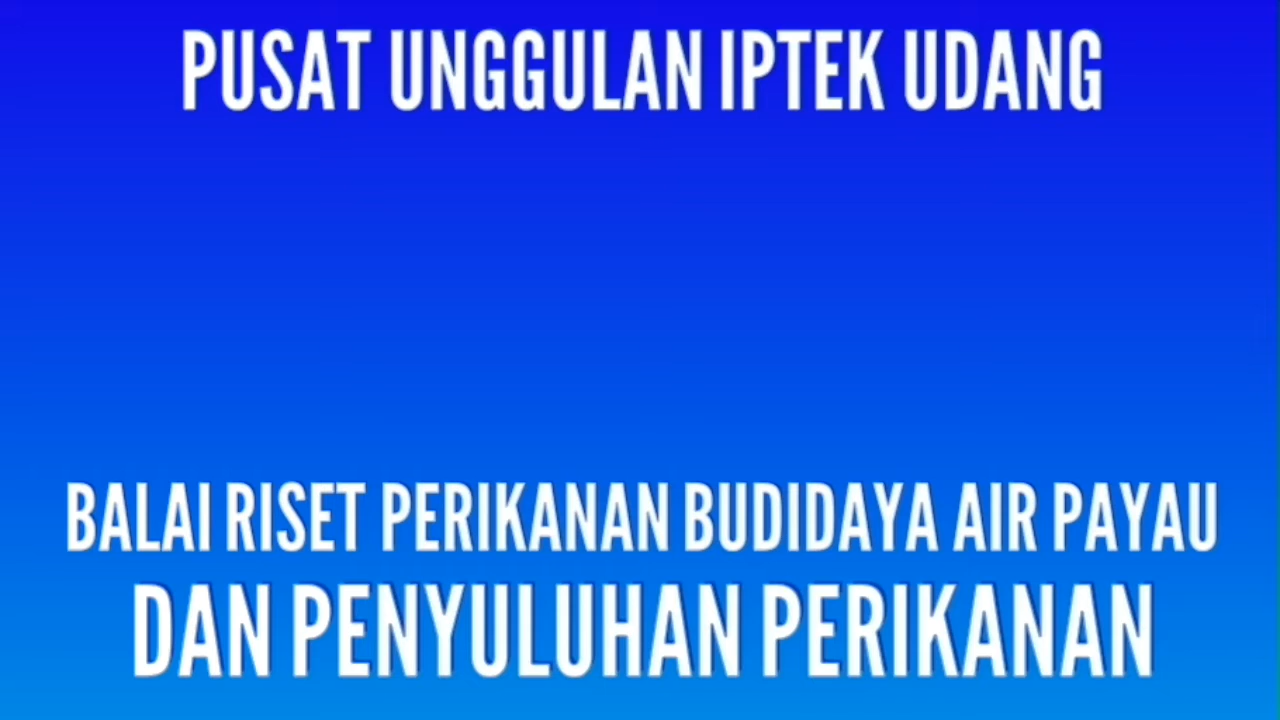 PUSAT UNGGULAN IPTEK UDANG
BALAI RISET PERIKANAN BUDIDAYA AIR PAYAU
DAN PENYULUHAN PERIKANAN